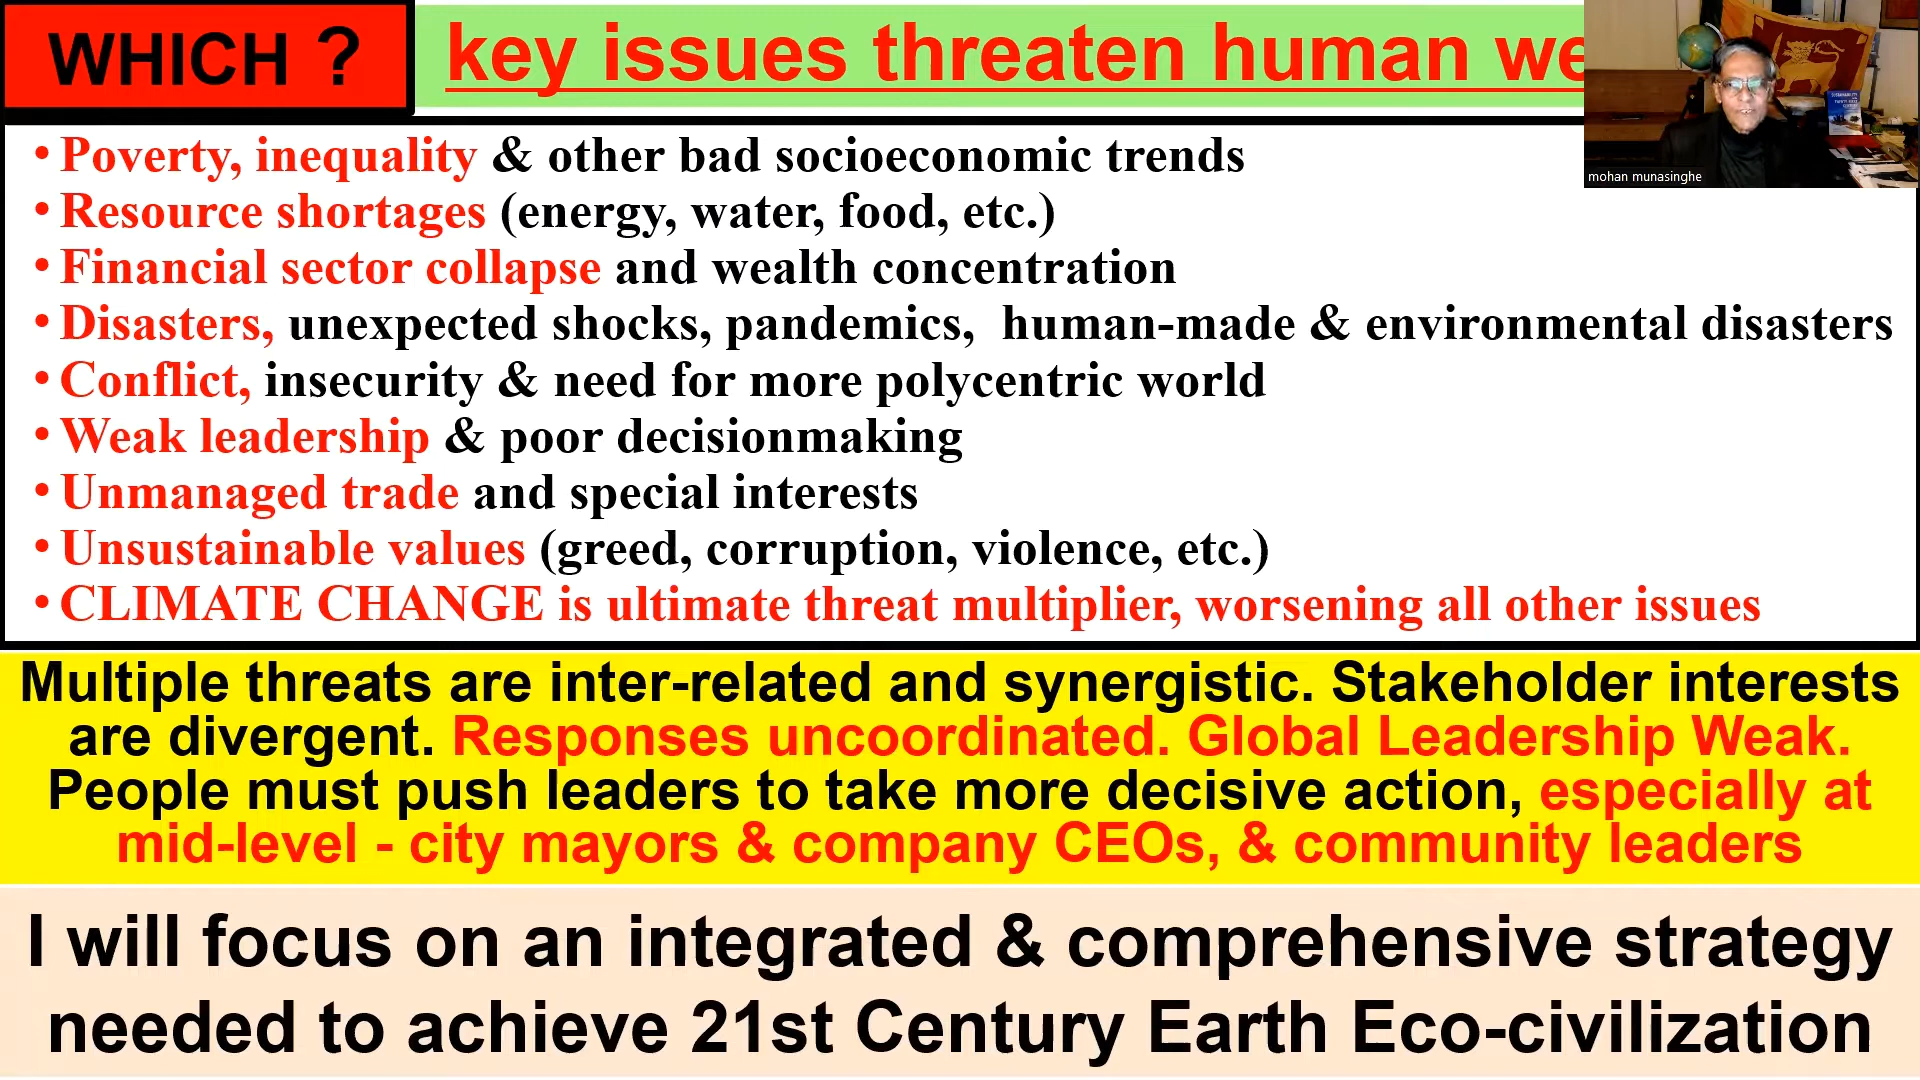 WHICH ?
key issues threaten human we
mohan munasinghe
• Poverty, inequality & other bad socioeconomic trends
• Resource shortages (energy, water, food, etc.)
• Financial sector collapse and wealth concentration
• Disasters, unexpected shocks, pandemics,  human-made & environmental disasters
• Conflict, insecurity & need for more polycentric world
• Weak leadership & poor decisionmaking
• Unmanaged trade and special interests
• Unsustainable values (greed, corruption, violence, etc.)
• CLIMATE CHANGE is ultimate threat multiplier, worsening all other issues
Multiple threats are inter-related and synergistic. Stakeholder interests
are divergent. Responses uncoordinated. Global Leadership Weak.
People must push leaders to take more decisive action, especially at
mid-level - city mayors & company CEOs, & community leaders
I will focus on an integrated & comprehensive strategy
needed to achieve 21st Century Earth Eco-civilization